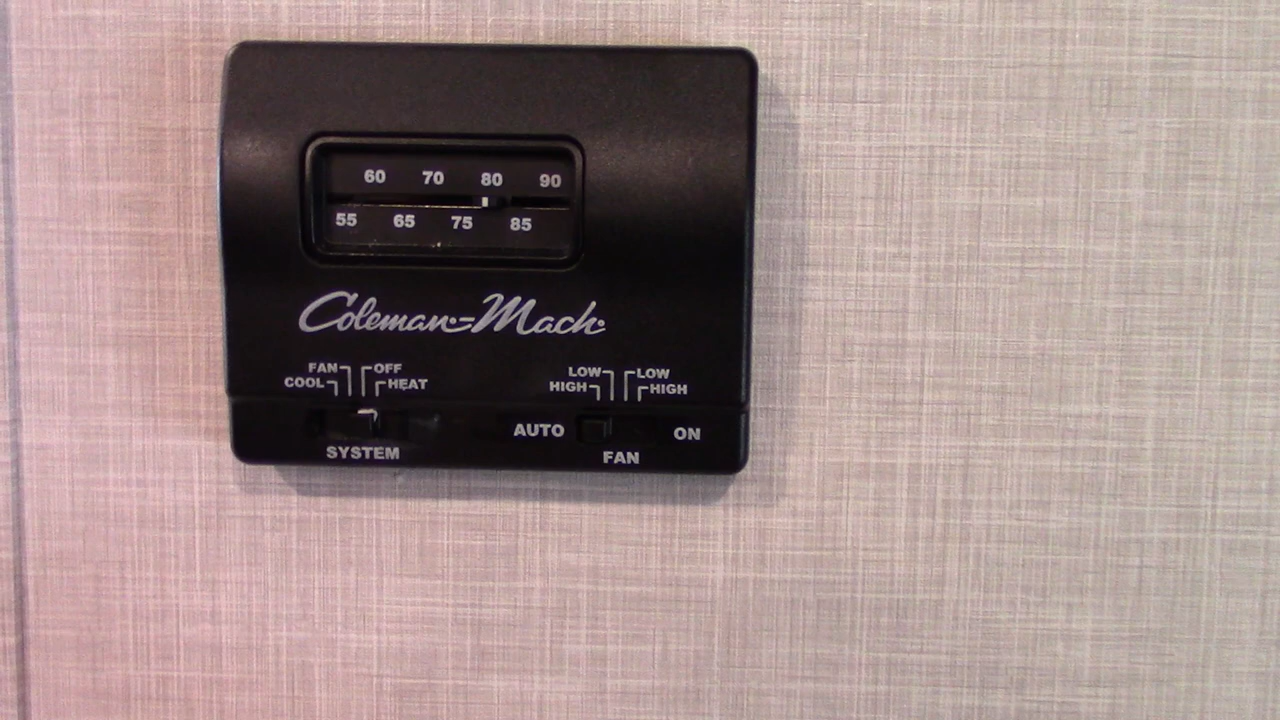 60 70 80 90
55 65 75 85
Coleman-Mach
FAN OFF
COOL HEAT
LOW LOW
HIGH HIGH
AUTO ON
SYSTEM FAN